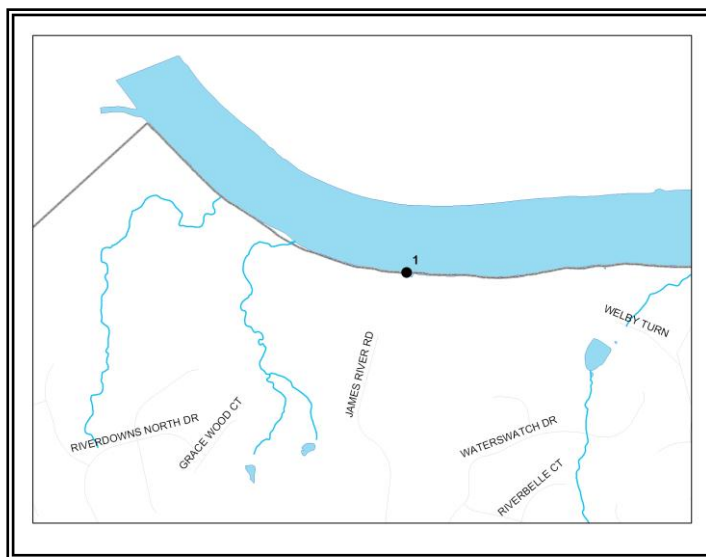 1
WELBY TURN
JAMES RIVER RD
RIVERDOWNS NORTH DR
GRACE WOOD CT
WATERSWATCH DR
RIVERBELLE CT